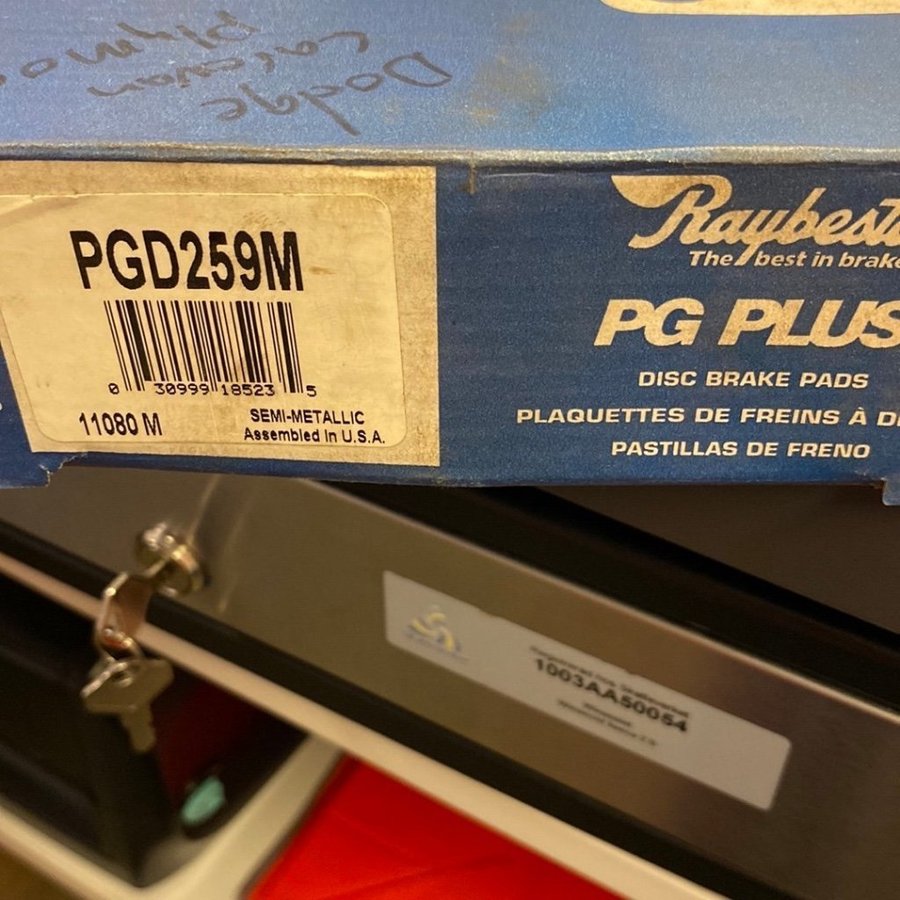 Dodge
Caravan
PGD259M
0 30999 18523 5
11080 M
SEMI-METALLIC
Assembled In U.S.A.
Raybest
The best in brake
PG PLUS
DISC BRAKE PADS
PLAQUETTES DE FREINS À D
PASTILLAS DE FRENO
1003AA50054